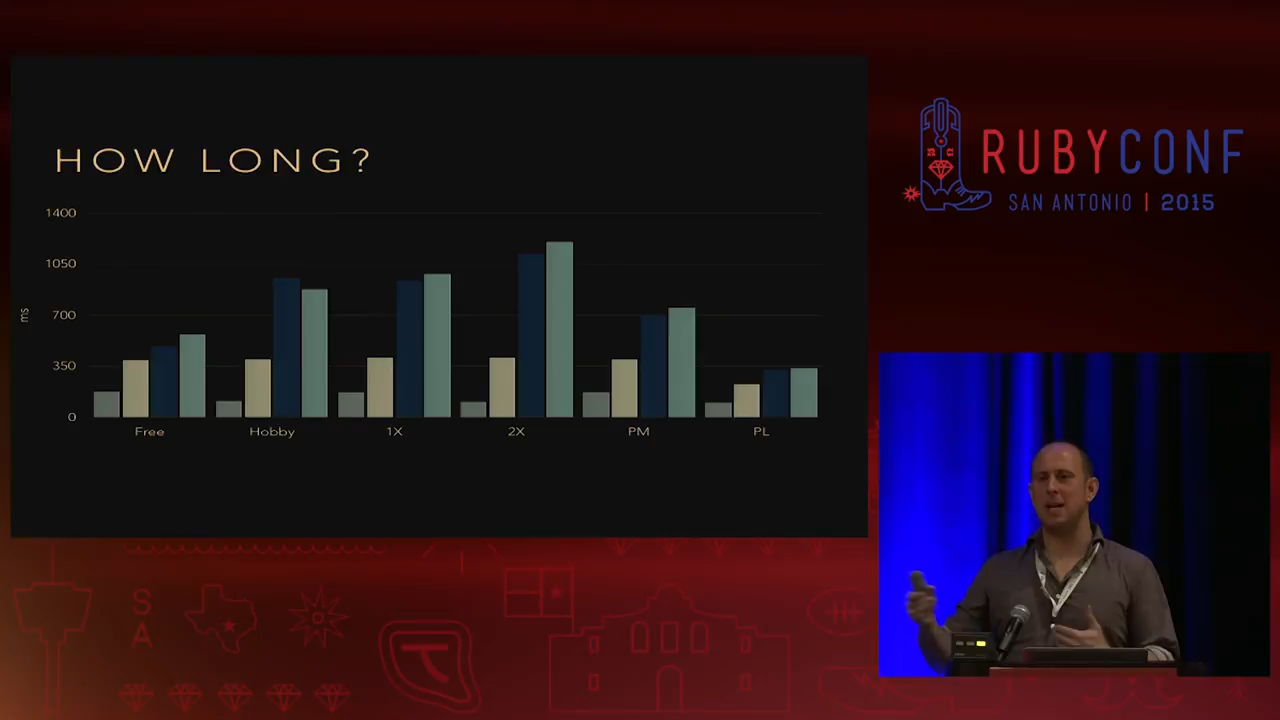 HOW LONG?
1400
1050
700
350
0
ms
Free
Hobby
1X
2X
PM
PL
RUBYCONF
SAN ANTONIO | 2015
S
A